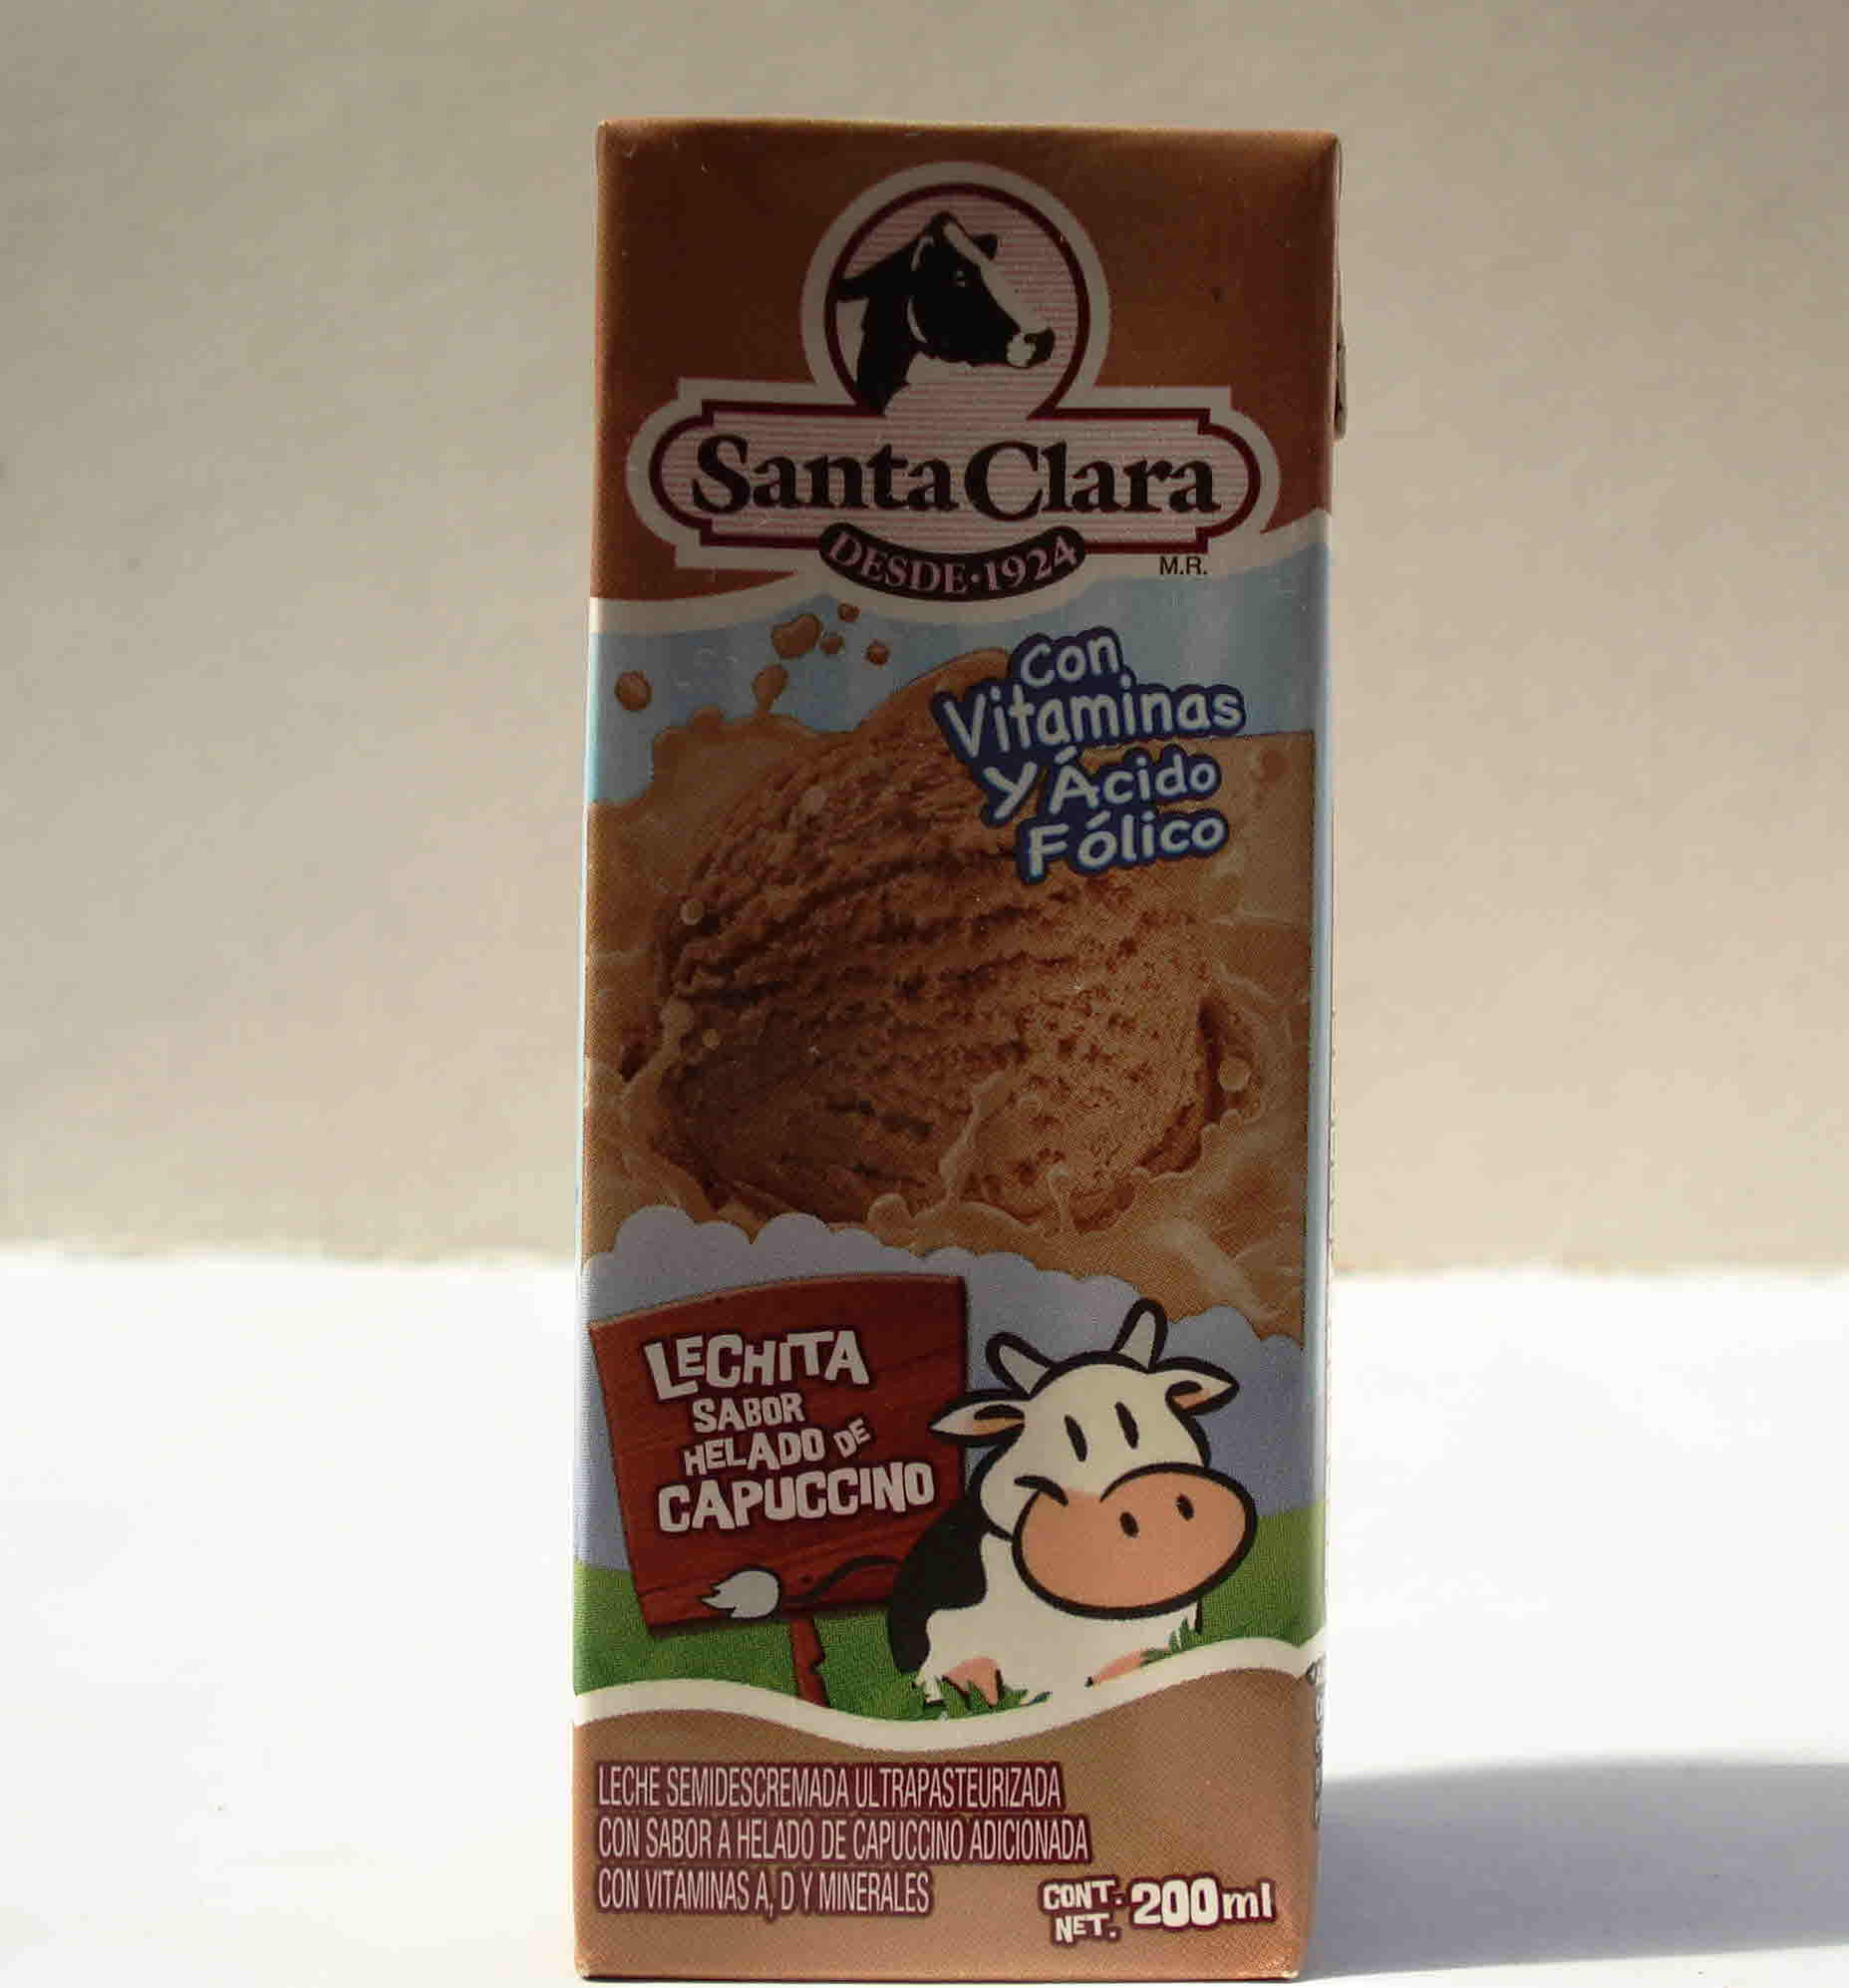 Santa Clara
DESDE·1924
M.R.
Con
Vitaminas
y Ácido
Fólico
LECHITA
SABOR
HELADO DE
CAPUCCINO
LECHE SEMIDESCREMADA ULTRAPASTEURIZADA
CON SABOR A HELADO DE CAPUCCINO ADICIONADA
CON VITAMINAS A, D Y MINERALES
CONT. NET. 200ml